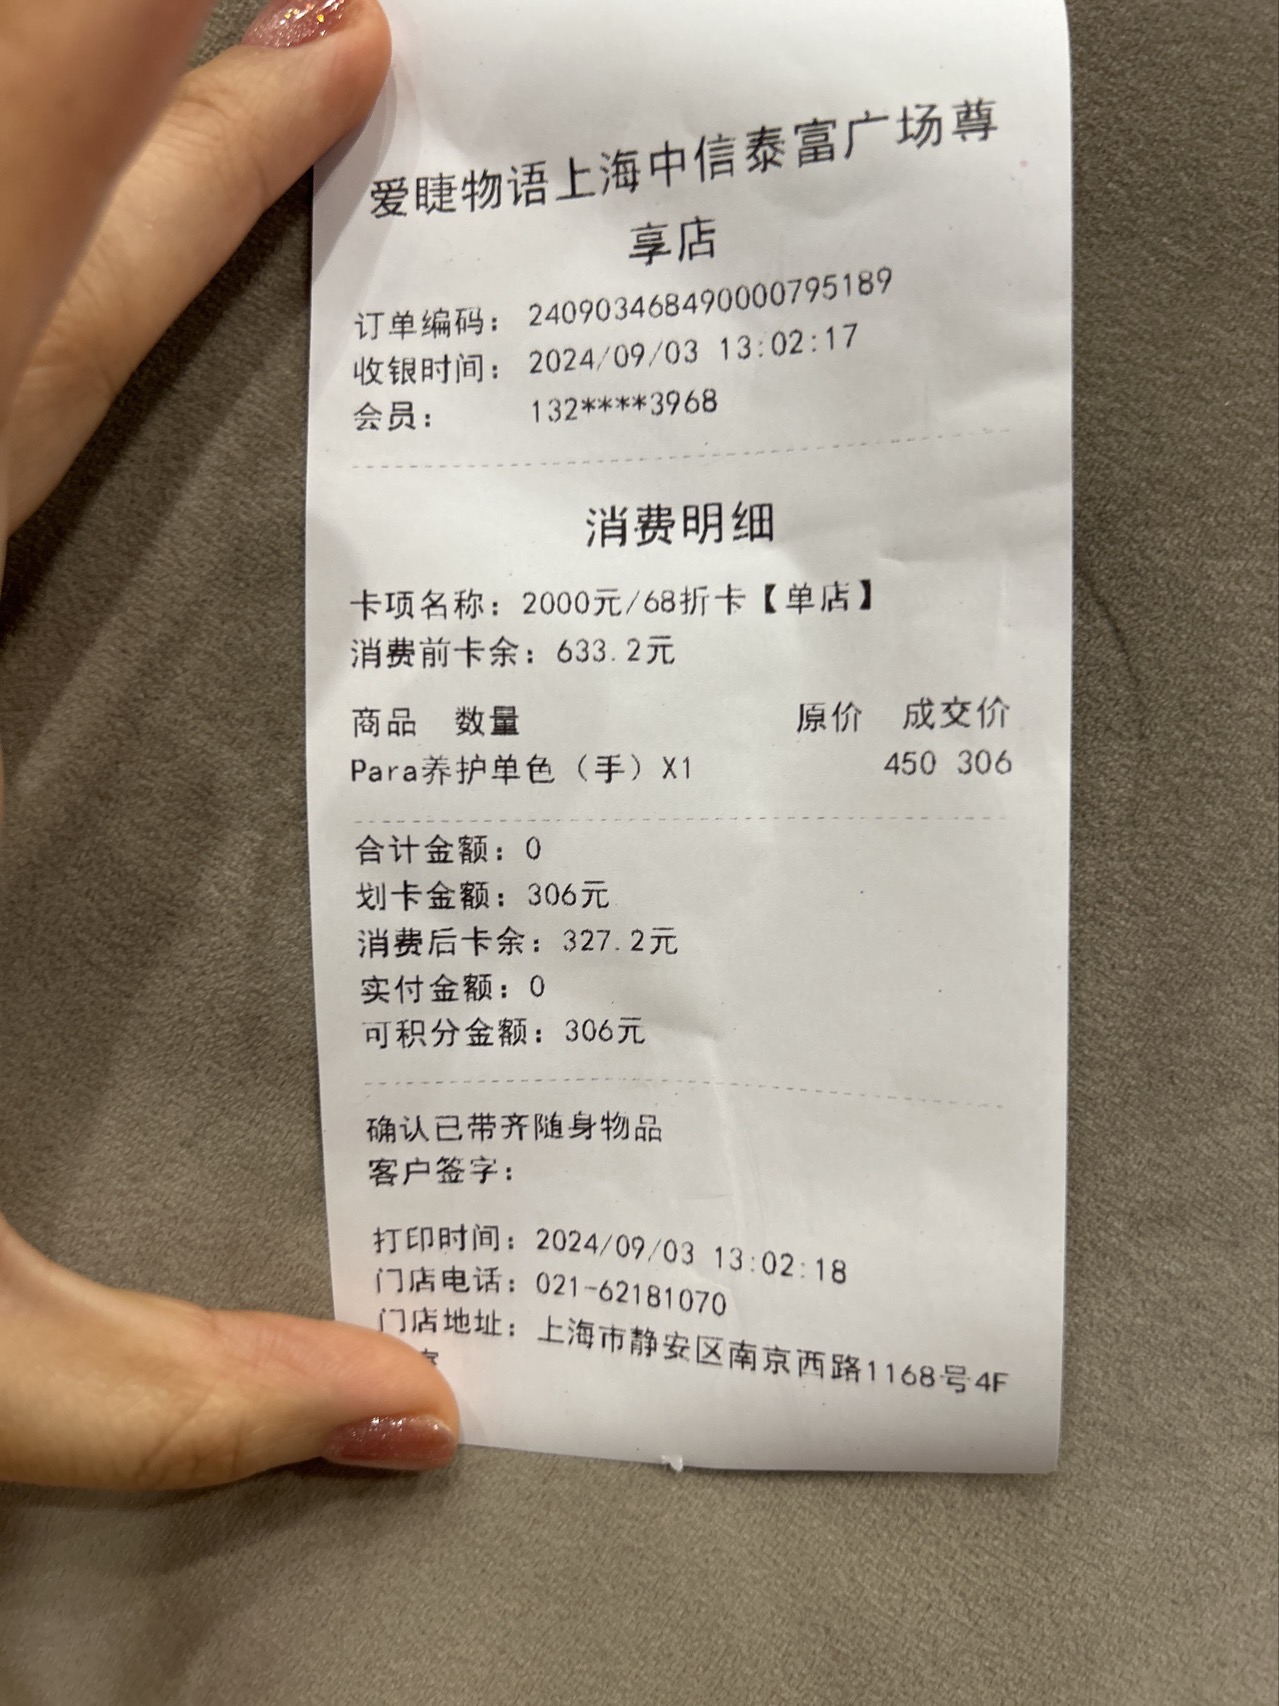 爱睫物语上海中信泰富广场尊
享店
订单编码： 240903468490000795189
收银时间： 2024/09/03 13:02:17
会员： 132****3968
消费明细
卡项名称：2000元/68折卡【单店】
消费前卡余：633.2元
商品 数量 原价 成交价
Para养护单色（手）X1 450 306
合计金额：0
划卡金额：306元
消费后卡余：327.2元
实付金额：0
可积分金额：306元
确认已带齐随身物品
客户签字：
打印时间：2024/09/03 13:02:18
门店电话：021-62181070
门店地址：上海市静安区南京西路1168号4F